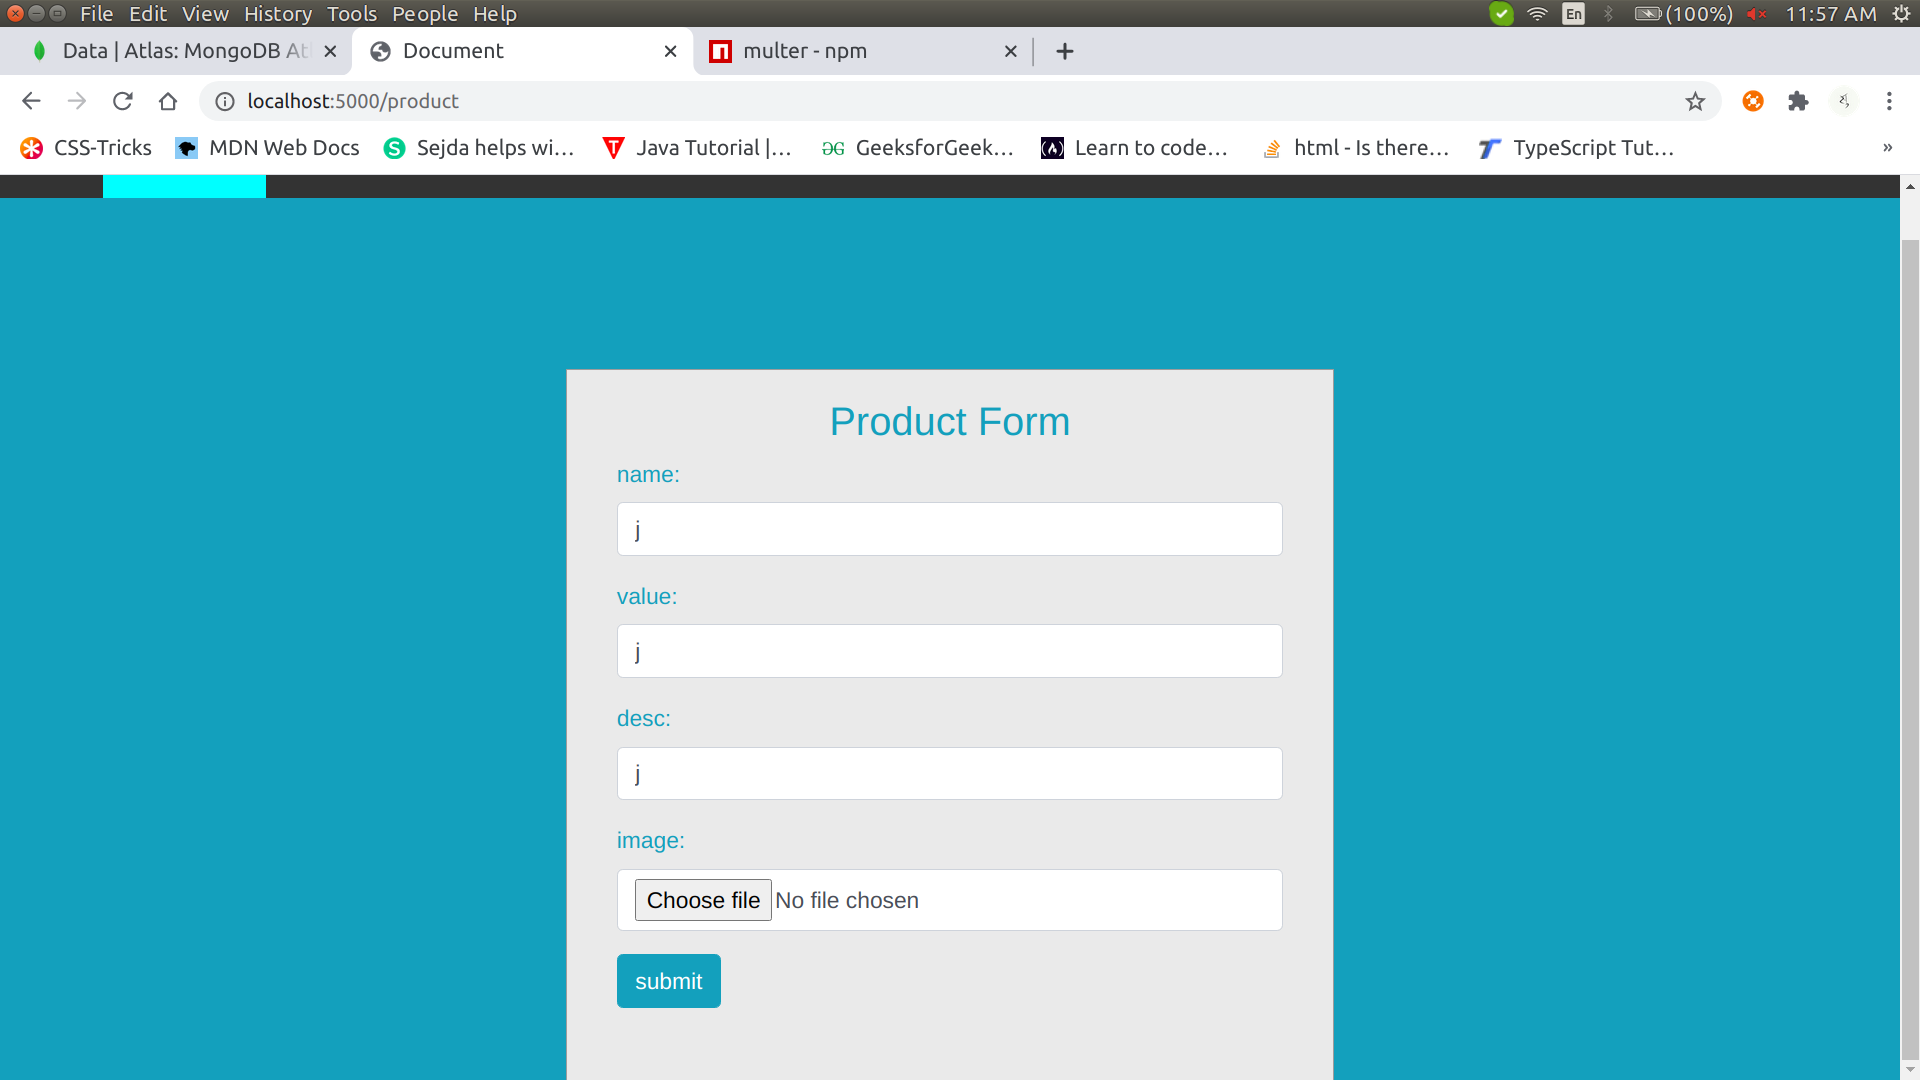 File Edit View History Tools People Help En (100%) 11:57 AM
Data | Atlas: MongoDB At Document multer - npm
localhost:5000/product
CSS-Tricks MDN Web Docs Sejda helps wi... Java Tutorial |... GeeksforGeek... Learn to code... html - Is there... TypeScript Tut... »
Product Form
name:
j
value:
j
desc:
j
image:
Choose file No file chosen
submit